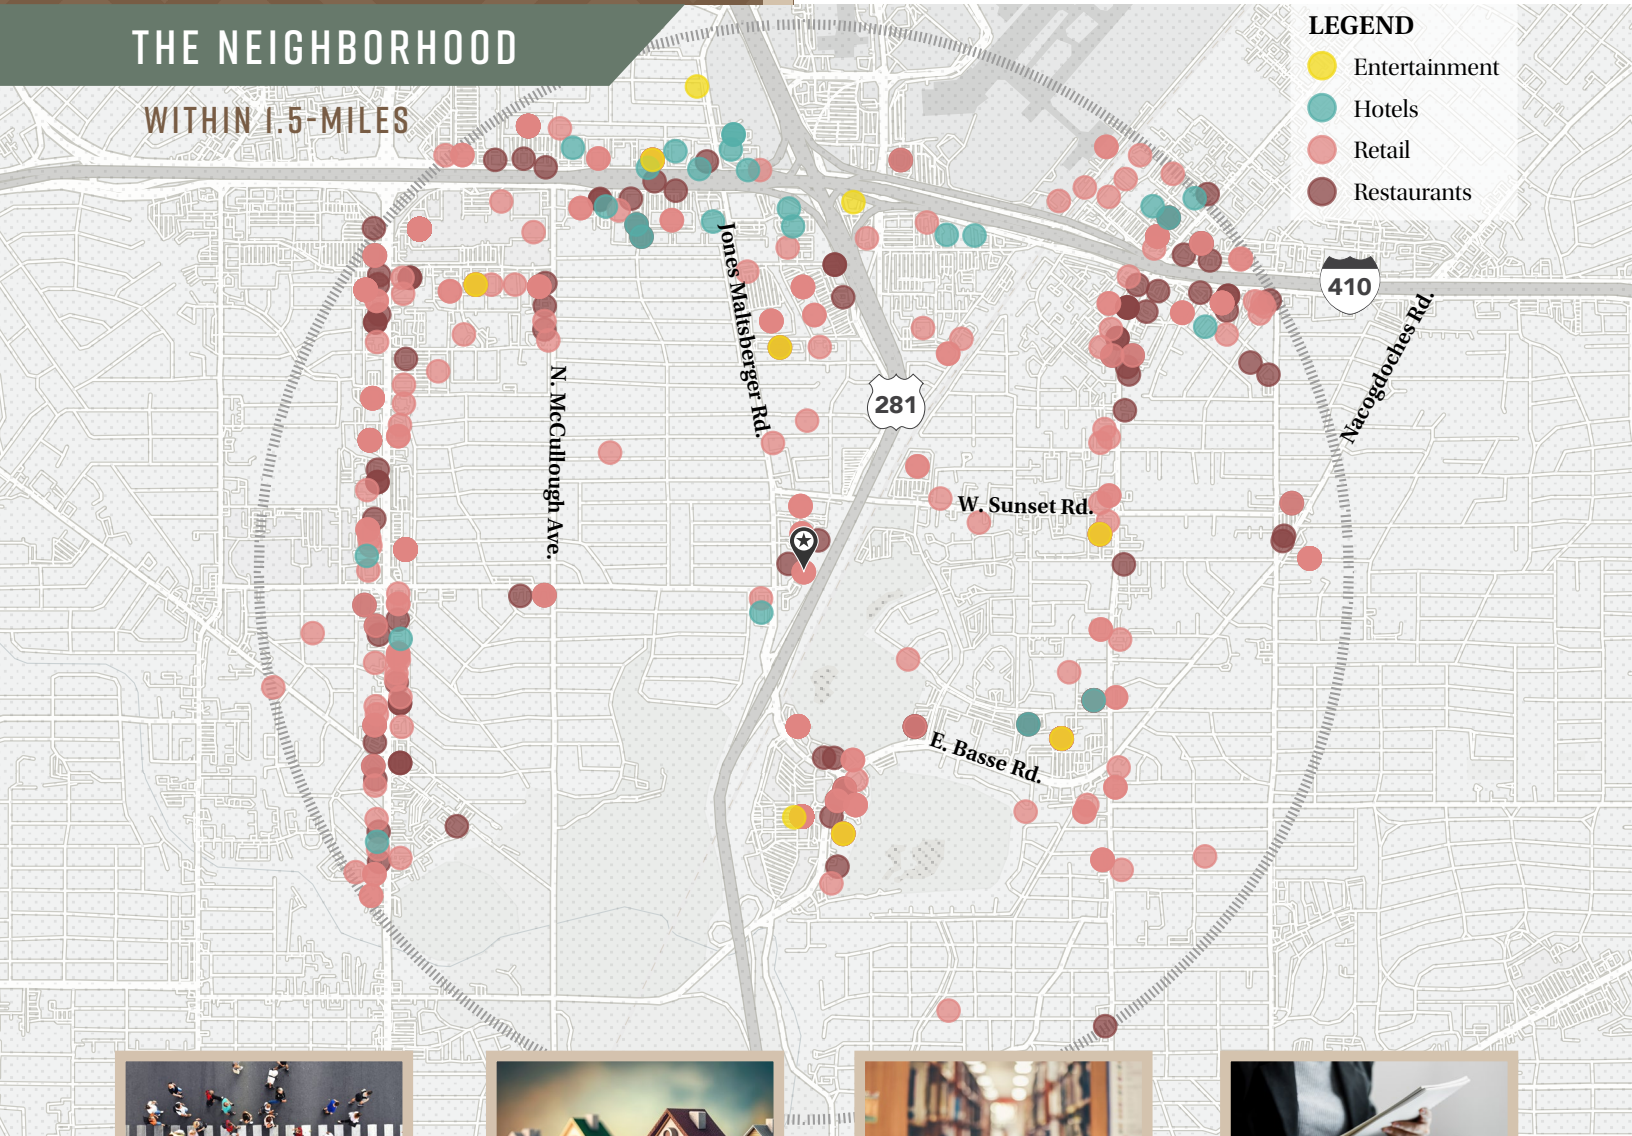 THE NEIGHBORHOOD
WITHIN 1.5-MILES
LEGEND
Entertainment
Hotels
Retail
Restaurants
410
281
Jones Maltsberger Rd.
N. McCullough Ave.
Nacogdoches Rd.
W. Sunset Rd.
E. Basse Rd.